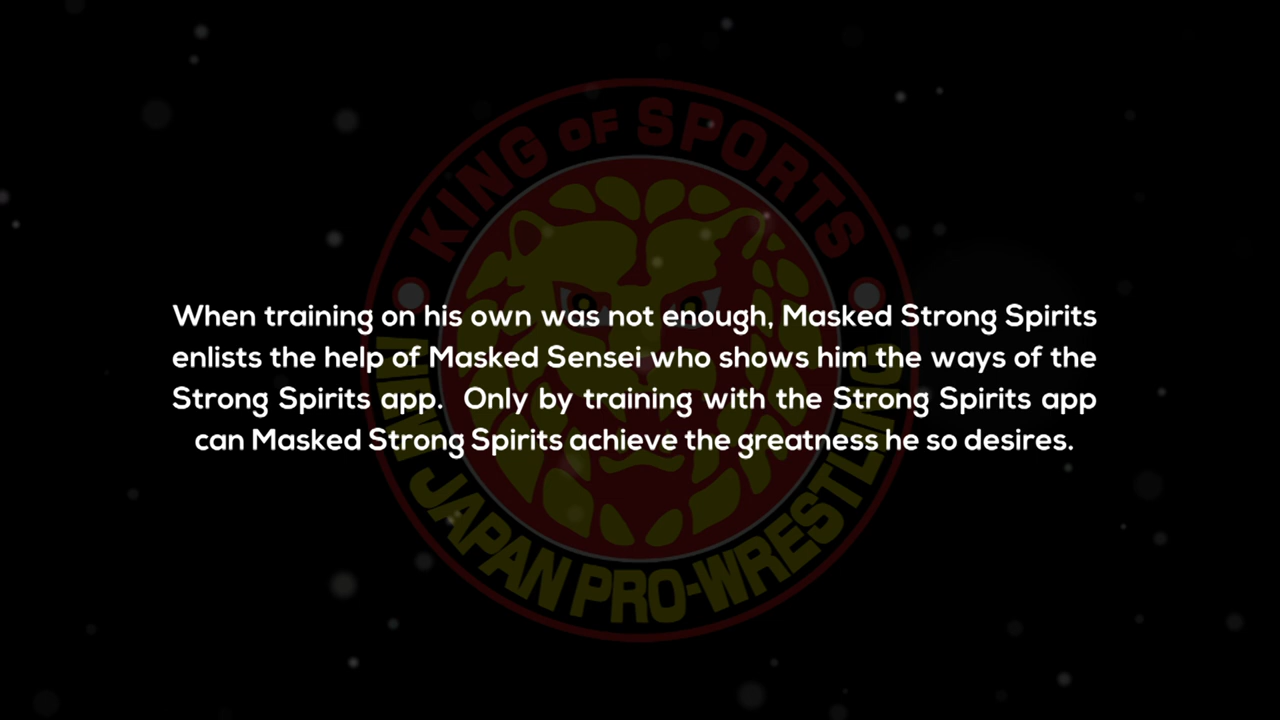 KING OF SPORTS
When training on his own was not enough, Masked Strong Spirits
enlists the help of Masked Sensei who shows him the ways of the
Strong Spirits app.  Only by training with the Strong Spirits app
can Masked Strong Spirits achieve the greatness he so desires.
NEW JAPAN PRO-WRESTLING